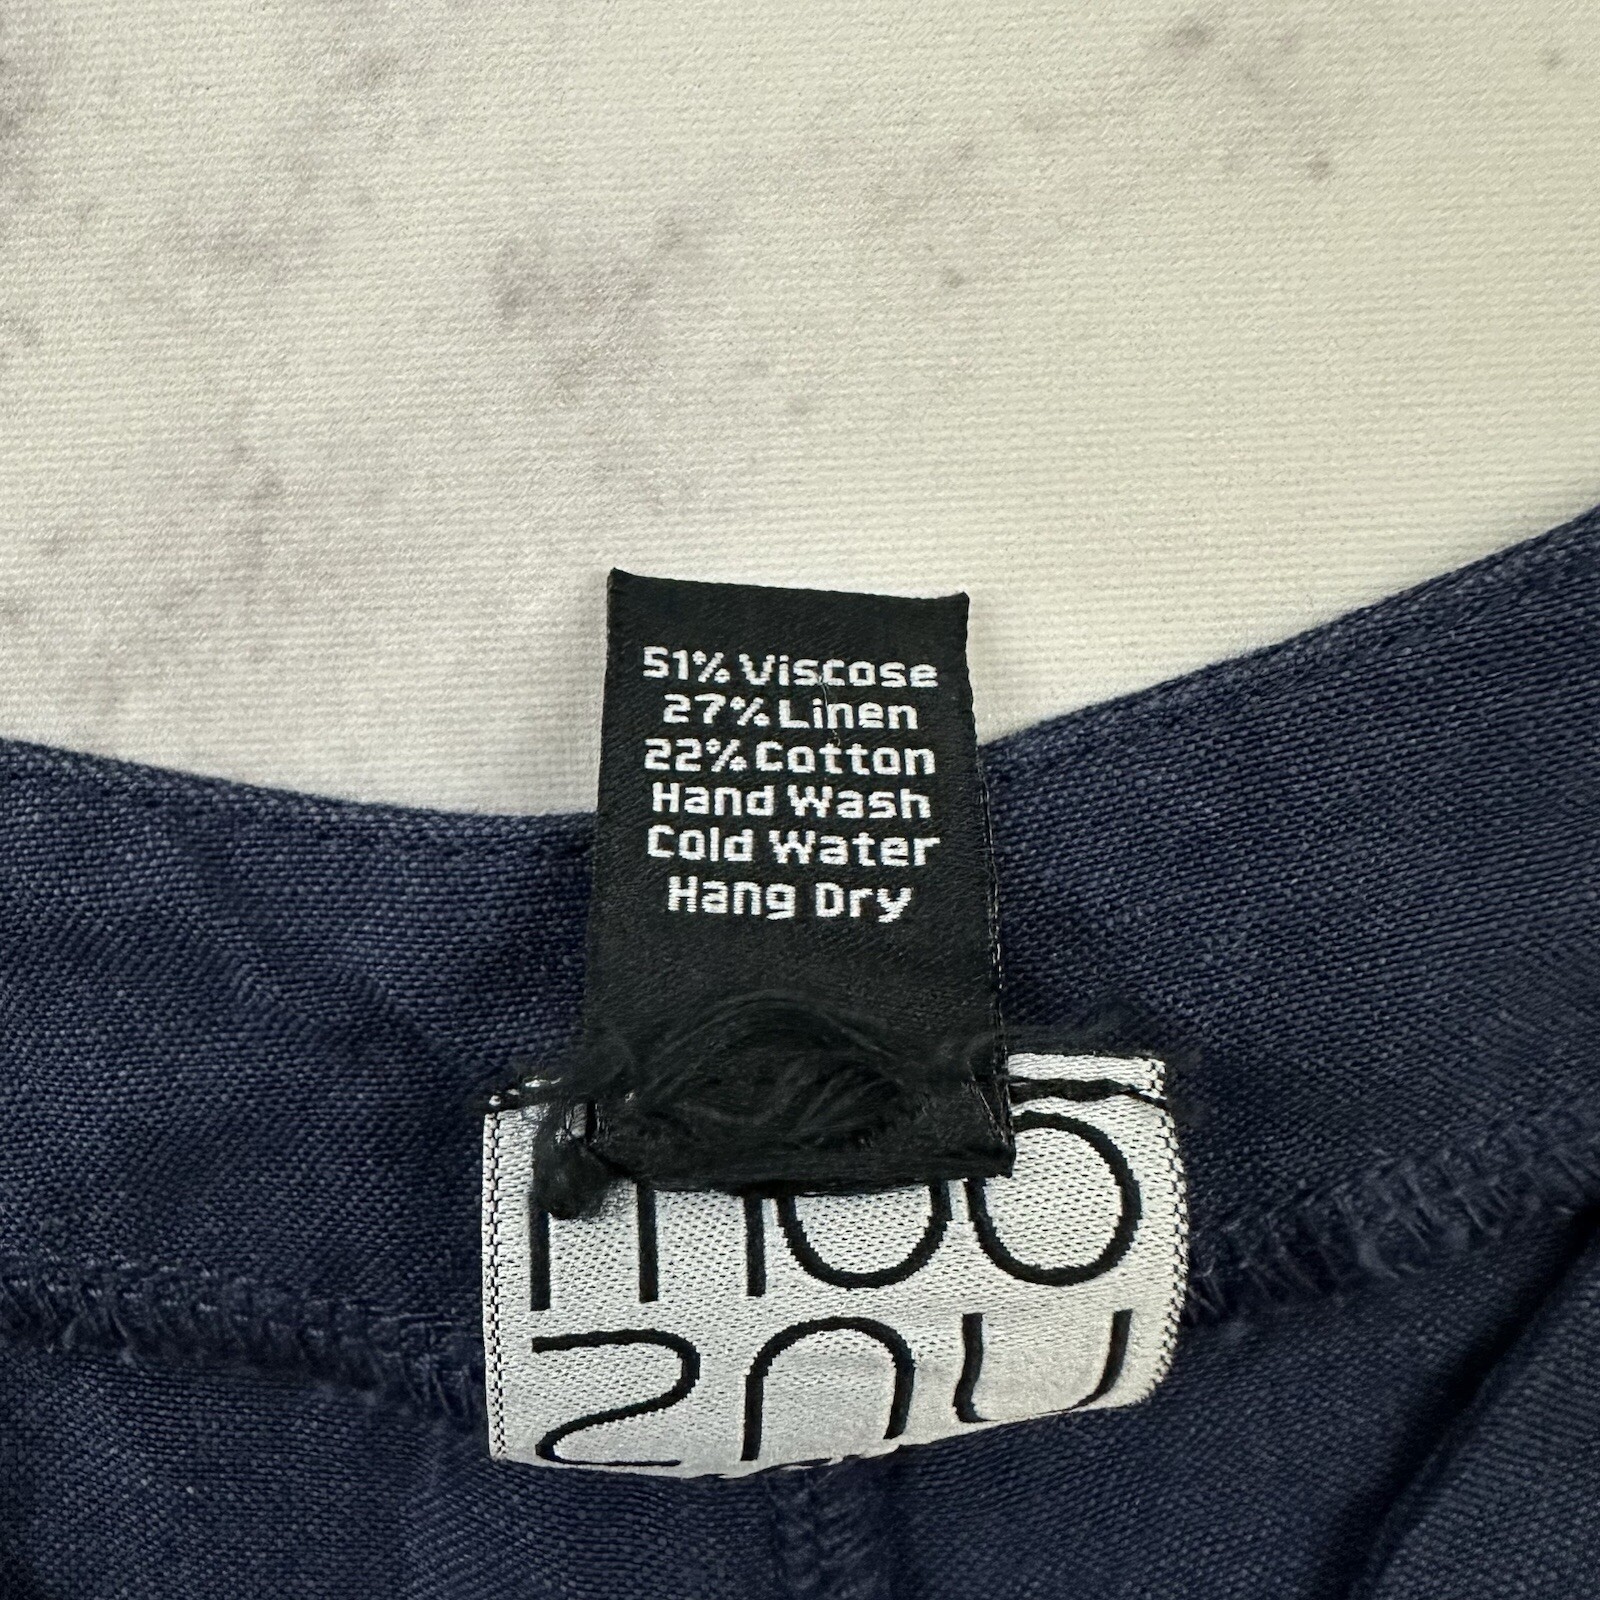 51% Viscose
27% Linen
22% Cotton
Hand Wash
Cold Water
Hang Dry